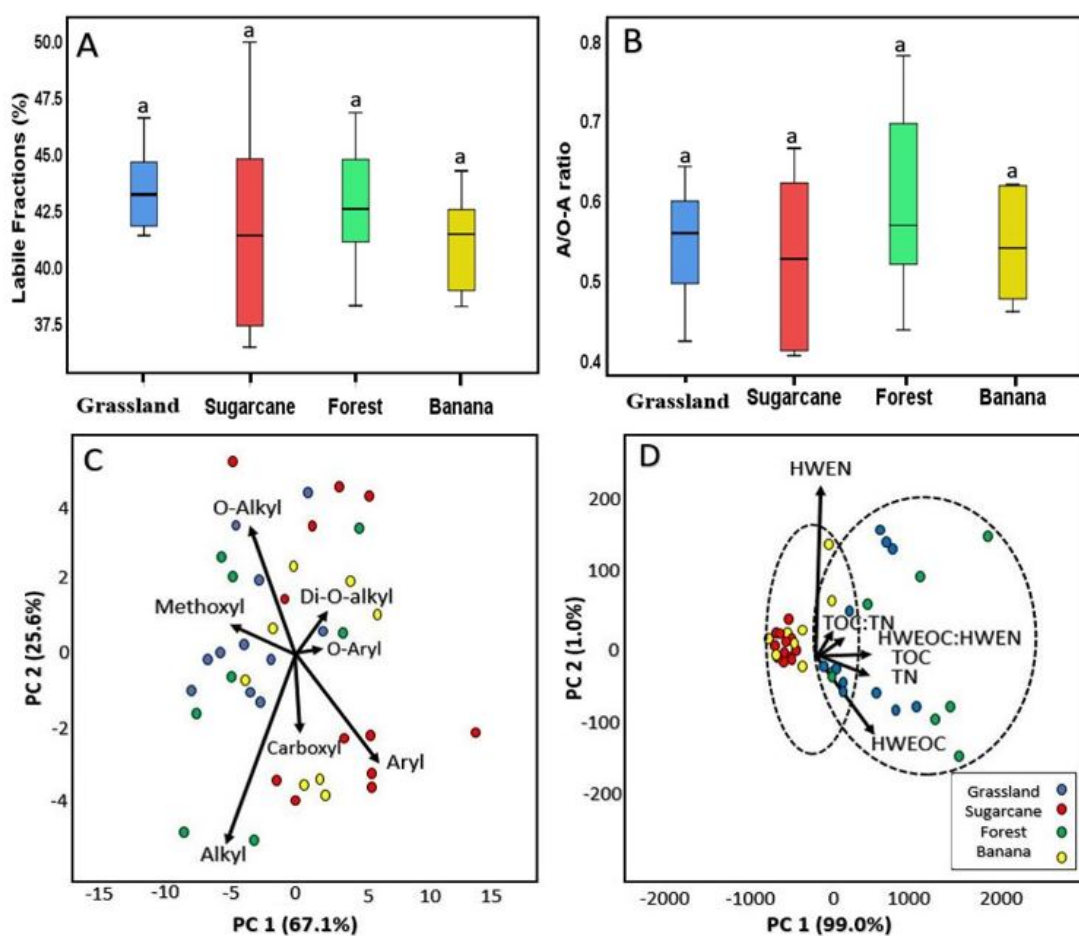 A
Labile Fractions (%)
50.0
47.5
45.0
42.5
40.0
37.5
a
a
a
a
Grassland
Sugarcane
Forest
Banana
B
A/O-A ratio
0.8
0.7
0.6
0.5
0.4
a
a
a
a
Grassland
Sugarcane
Forest
Banana
C
PC 2 (25.6%)
4
2
0
-2
-4
O-Alkyl
Di-O-alkyl
Methoxyl
O-Aryl
Carboxyl
Aryl
Alkyl
-15
-10
-5
0
5
10
15
PC 1 (67.1%)
D
PC 2 (1.0%)
200
100
0
-100
-200
HWEN
TOC:TN
HWEOC:HWEN
TOC
TN
HWEOC
Grassland
Sugarcane
Forest
Banana
-2000
-1000
0
1000
2000
PC 1 (99.0%)